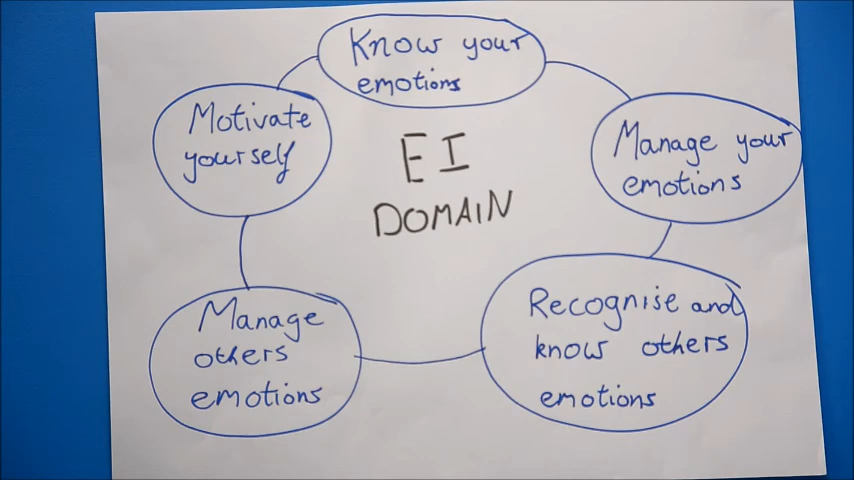 Know your
emotions
Motivate
yourself
EI
DOMAIN
Manage your
emotions
Manage
others
emotions
Recognise and
know others
emotions